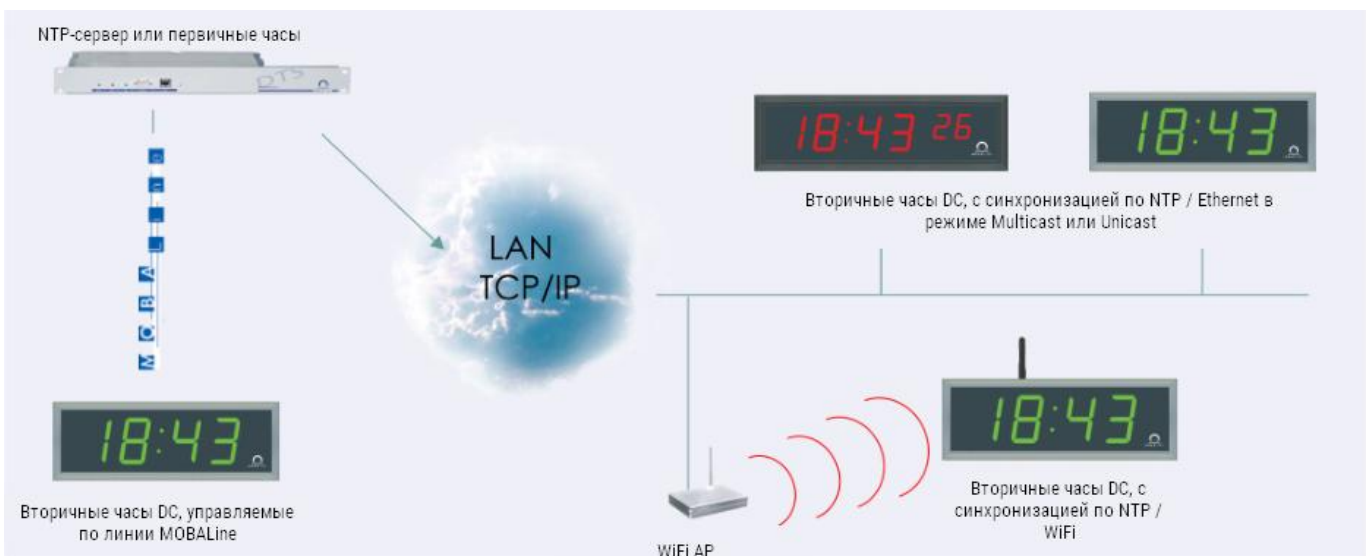 NTP-сервер или первичные часы
DTS
MOBALine
18:43
Вторичные часы DC, управляемые
по линии MOBALine
LAN
TCP/IP
18:43 26
18:43
Вторичные часы DC, с синхронизацией по NTP / Ethernet в
режиме Multicast или Unicast
WiFi AP
18:43
Вторичные часы DC, с
синхронизацией по NTP /
WiFi